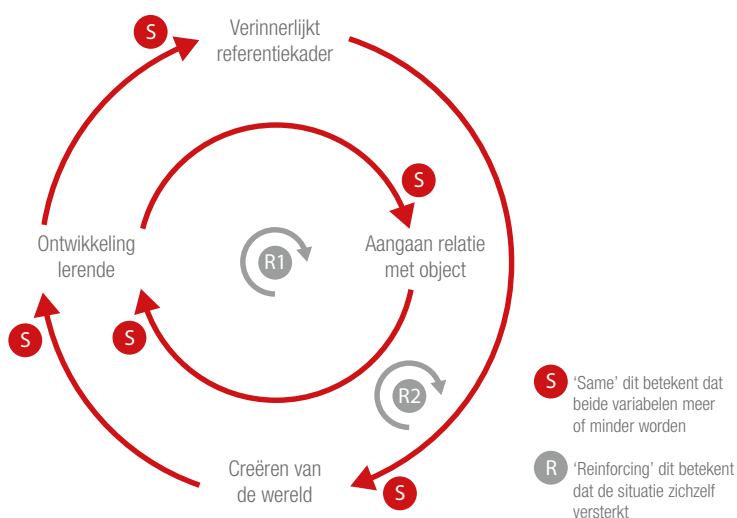 S
Verinnerlijkt
referentiekader
S
Ontwikkeling
lerende
R1
Aangaan relatie
met object
S
S
R2
Creëren van
de wereld
S
S
'Same' dit betekent dat
beide variabelen meer
of minder worden
R
'Reinforcing' dit betekent
dat de situatie zichzelf
versterkt